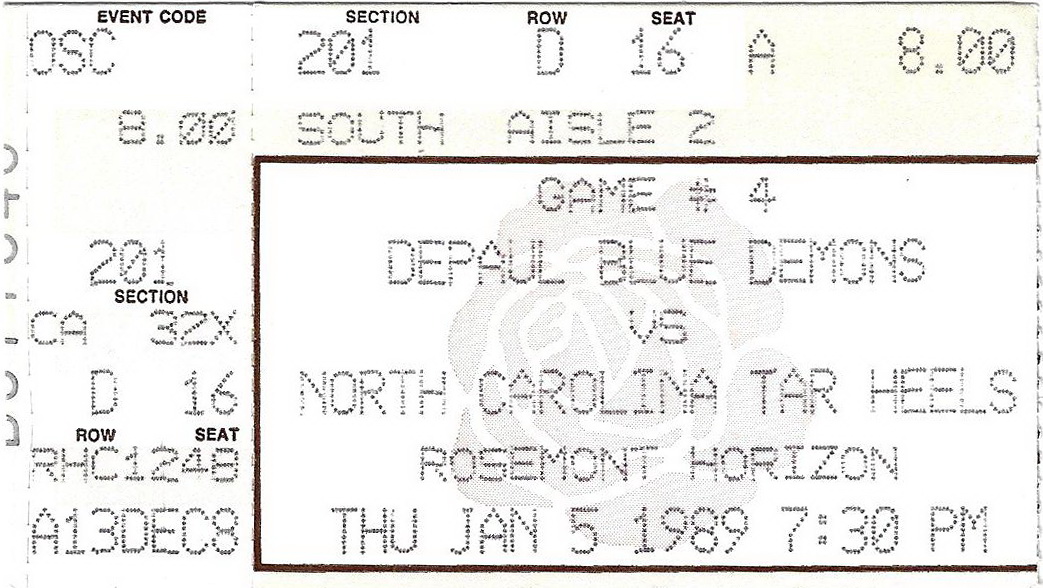 EVENT CODE SECTION ROW SEAT
OSC 201 D 16 A 8.00
8.00 SOUTH AISLE 2
GAME # 4
201 DEPAUL BLUE DEMONS
SECTION
CA 32X VS
D 16 NORTH CAROLINA TAR HEELS
ROW SEAT
RHC1248 ROSEMONT HORIZON
A13DEC8 THU JAN 5 1989 7:30 PM